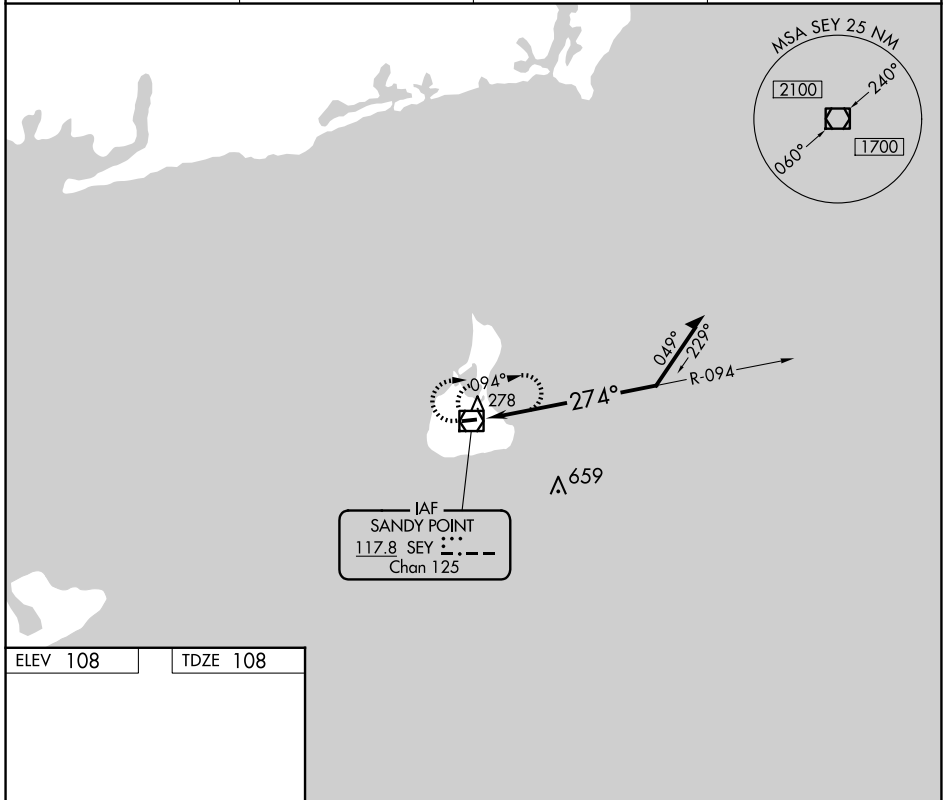 MSA SEY 25 NM
2100
240°
060°
1700
049°
229°
R-094
094°
274°
278
659
IAF
SANDY POINT
117.8 SEY
Chan 125
ELEV 108
TDZE 108